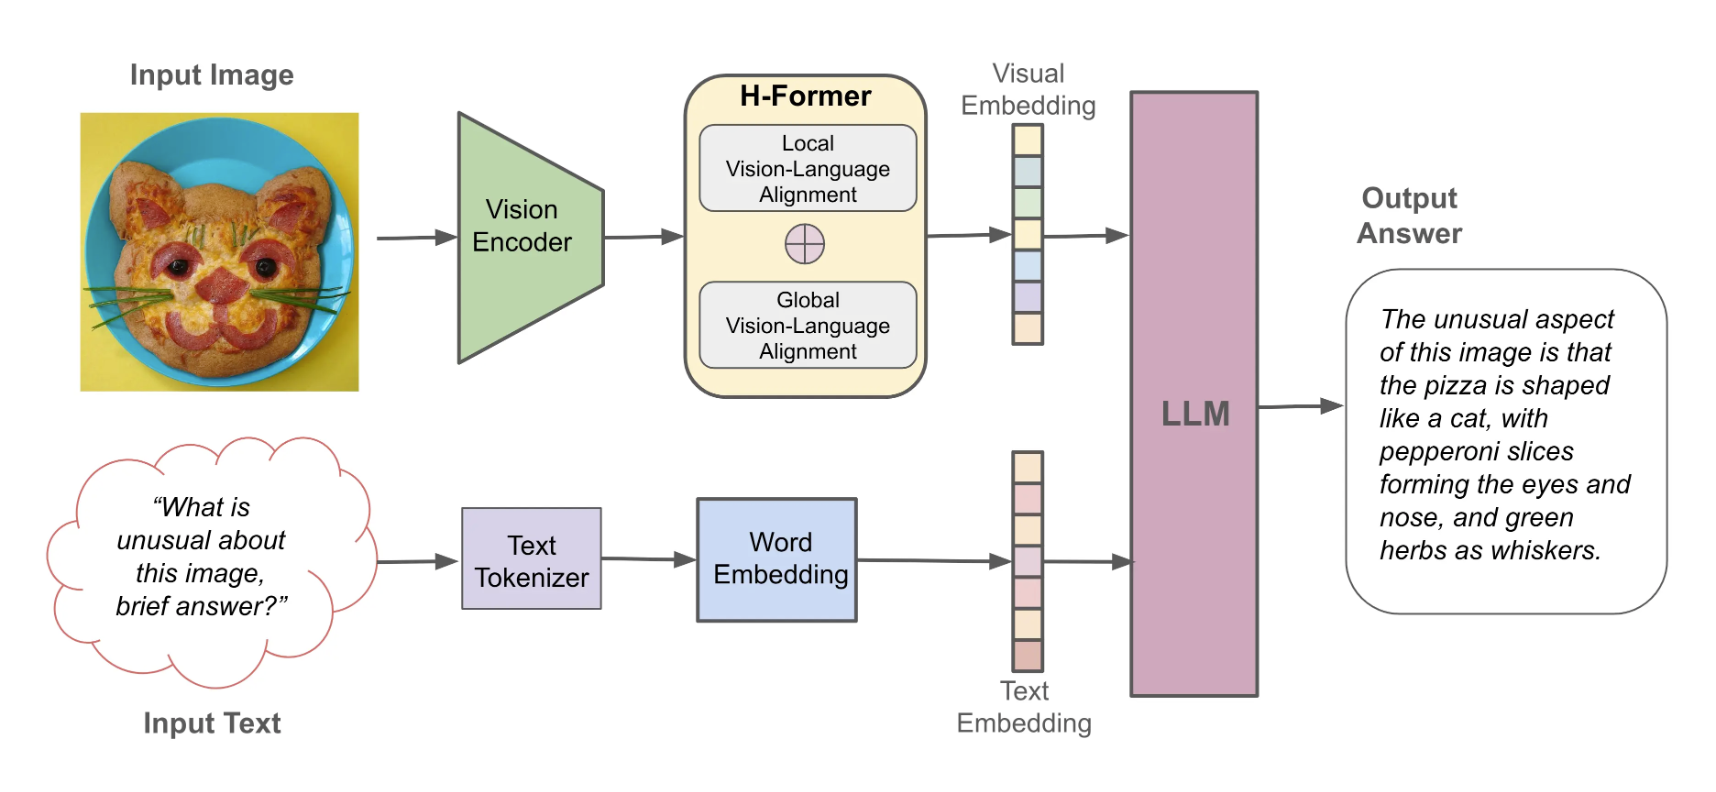 Input Image
Vision
Encoder
H-Former
Local
Vision-Language
Alignment
Global
Vision-Language
Alignment
Visual
Embedding
LLM
Output
Answer
The unusual aspect
of this image is that
the pizza is shaped
like a cat, with
pepperoni slices
forming the eyes and
nose, and green
herbs as whiskers.
“What is
unusual about
this image,
brief answer?”
Input Text
Text
Tokenizer
Word
Embedding
Text
Embedding